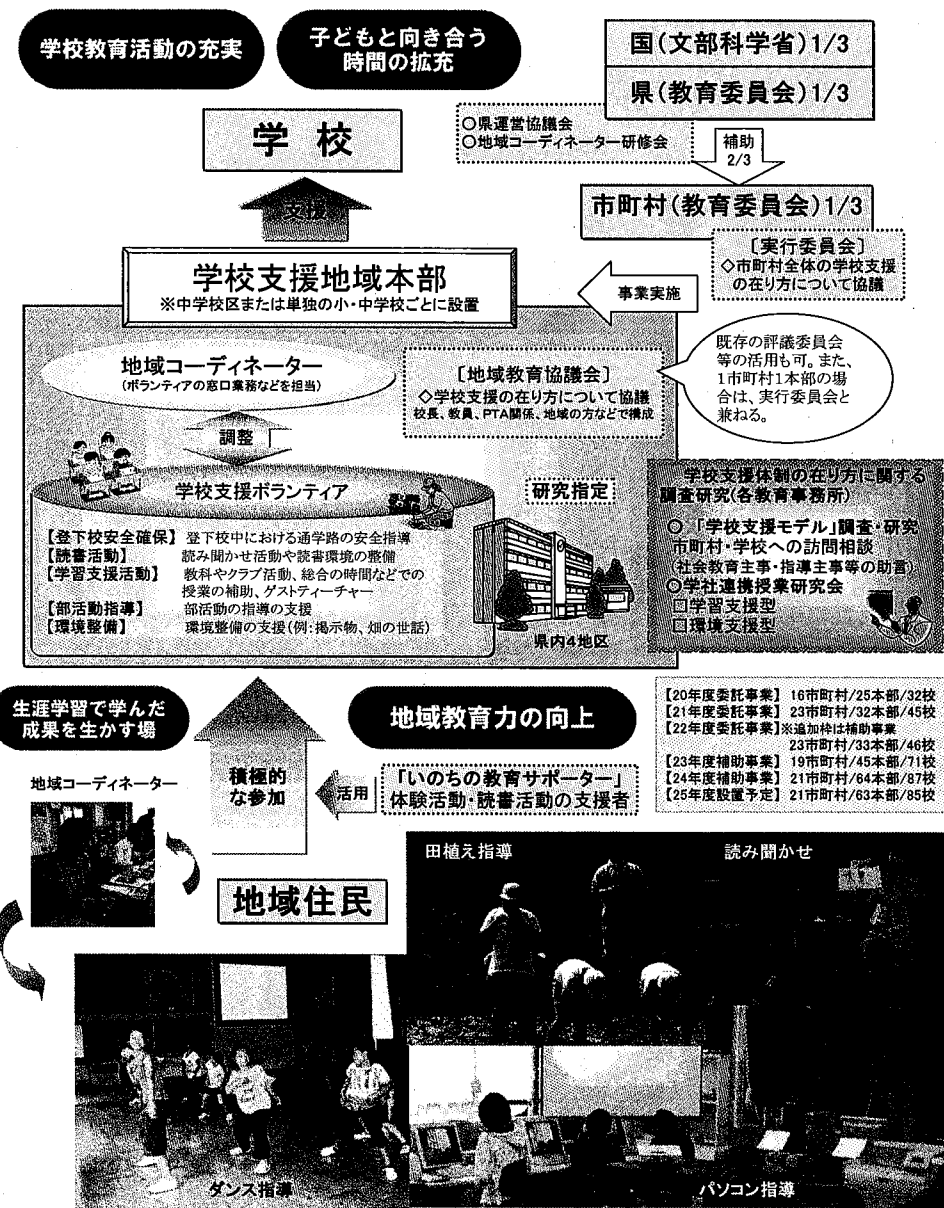 学校教育活動の充実
子どもと向き合う
時間の拡充
国(文部科学省)1/3
県(教育委員会)1/3
○県運営協議会
○地域コーディネーター研修会
補助
2/3
学 校
支援
市町村(教育委員会)1/3
〔実行委員会〕
◇市町村全体の学校支援
の在り方について協議
学校支援地域本部
※中学校区または単独の小・中学校ごとに設置
事業実施
地域コーディネーター
(ボランティアの窓口業務などを担当)
〔地域教育協議会〕
◇学校支援の在り方について協議
校長、教員、PTA関係、地域の方などで構成
既存の評議委員会
等の活用も可。また、
1市町村1本部の場
合は、実行委員会と
兼ねる。
調整
学校支援ボランティア
【登下校安全確保】 登下校中における通学路の安全指導
【読書活動】 読み聞かせ活動や読書環境の整備
【学習支援活動】 教科やクラブ活動、総合の時間などでの
授業の補助、ゲストティーチャー
【部活動指導】 部活動の指導の支援
【環境整備】 環境整備の支援(例:掲示物、畑の世話)
研究指定
県内4地区
学校支援体制の在り方に関する
調査研究(各教育事務所)
○「学校支援モデル」調査・研究
市町村・学校への訪問相談
(社会教育主事・指導主事等の助言)
○学社連携授業研究会
□学習支援型
□環境支援型
生涯学習で学んだ
成果を生かす場
地域教育力の向上
【20年度委託事業】 16市町村/25本部/32校
【21年度委託事業】 23市町村/32本部/45校
【22年度委託事業】※追加枠は補助事業
23市町村/33本部/46校
【23年度補助事業】 19市町村/45本部/71校
【24年度補助事業】 21市町村/64本部/87校
【25年度設置予定】 21市町村/63本部/85校
積極的
な参加
活用
「いのちの教育サポーター」
体験活動・読書活動の支援者
地域コーディネーター
地域住民
田植え指導
読み聞かせ
ダンス指導
パソコン指導